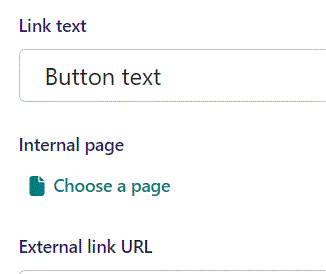 Link text
Button text
Internal page
Choose a page
External link URL